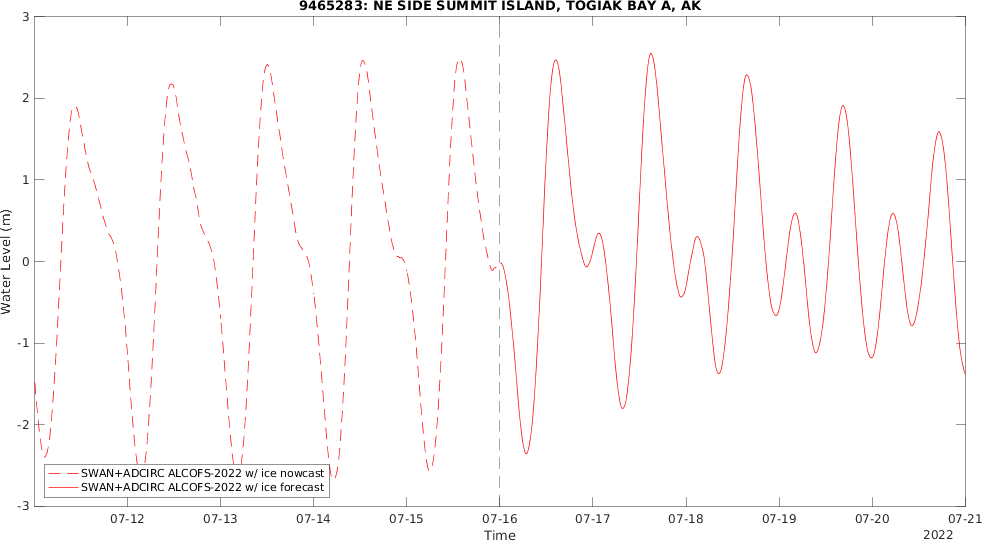 9465283: NE SIDE SUMMIT ISLAND, TOGIAK BAY A, AK
3
2
1
0
-1
-2
-3
Water Level (m)
SWAN+ADCIRC ALCOFS-2022 w/ ice nowcast
SWAN+ADCIRC ALCOFS-2022 w/ ice forecast
07-12 07-13 07-14 07-15 07-16 07-17 07-18 07-19 07-20 07-21
Time
2022